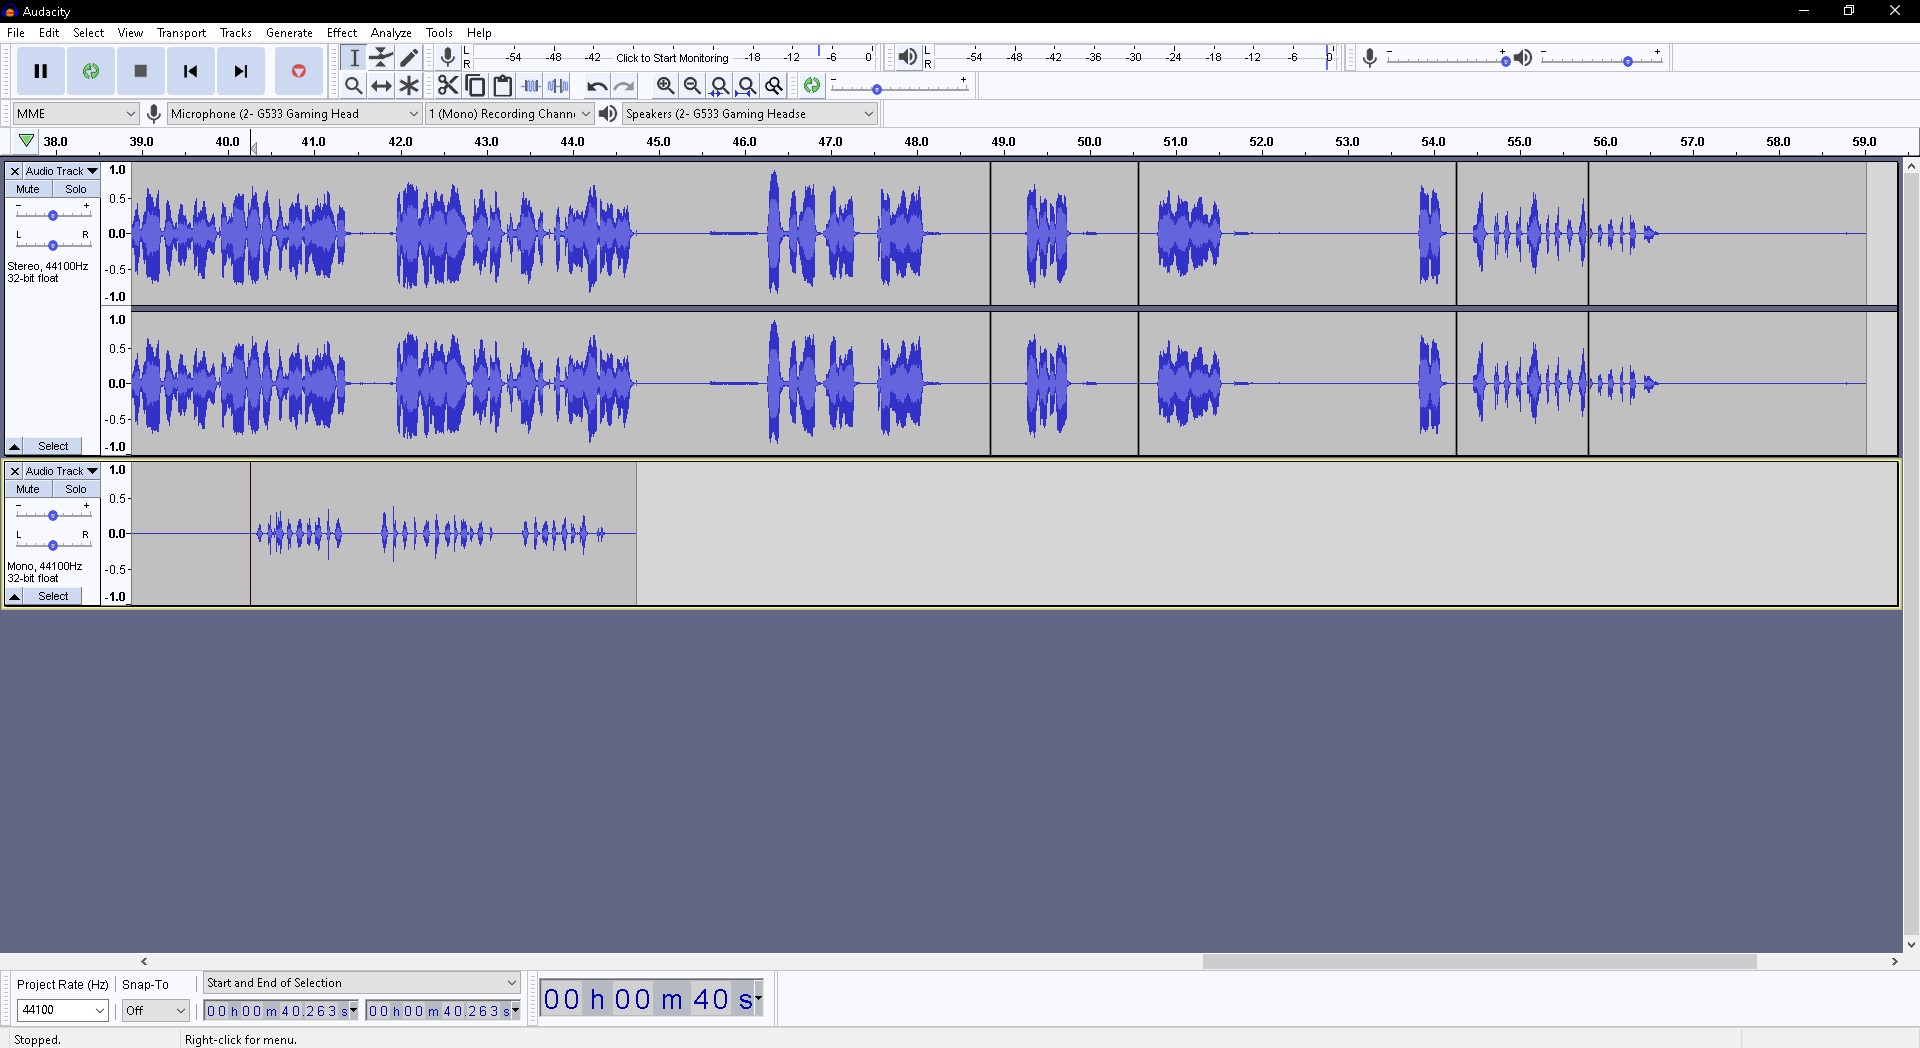 Audacity
File Edit Select View Transport Tracks Generate Effect Analyze Tools Help
L R -54 -48 -42 Click to Start Monitoring -18 -12 -6 0
L R -54 -48 -42 -36 -30 -24 -18 -12 -6 0
- +
- +
- +
MME Microphone (2- G533 Gaming Head 1 (Mono) Recording Chann Speakers (2- G533 Gaming Headse
38.0 39.0 40.0 41.0 42.0 43.0 44.0 45.0 46.0 47.0 48.0 49.0 50.0 51.0 52.0 53.0 54.0 55.0 56.0 57.0 58.0 59.0
Audio Track
Mute Solo
- +
L R
Stereo, 44100Hz
32-bit float
Select
1.0
0.5
0.0
-0.5
-1.0
1.0
0.5
0.0
-0.5
-1.0
Audio Track
Mute Solo
- +
L R
Mono, 44100Hz
32-bit float
Select
1.0
0.5
0.0
-0.5
-1.0
Project Rate (Hz) Snap-To Start and End of Selection
44100 Off 00 h 00 m 40.263 s 00 h 00 m 40.263 s
00 h 00 m 40 s
Stopped. Right-click for menu.